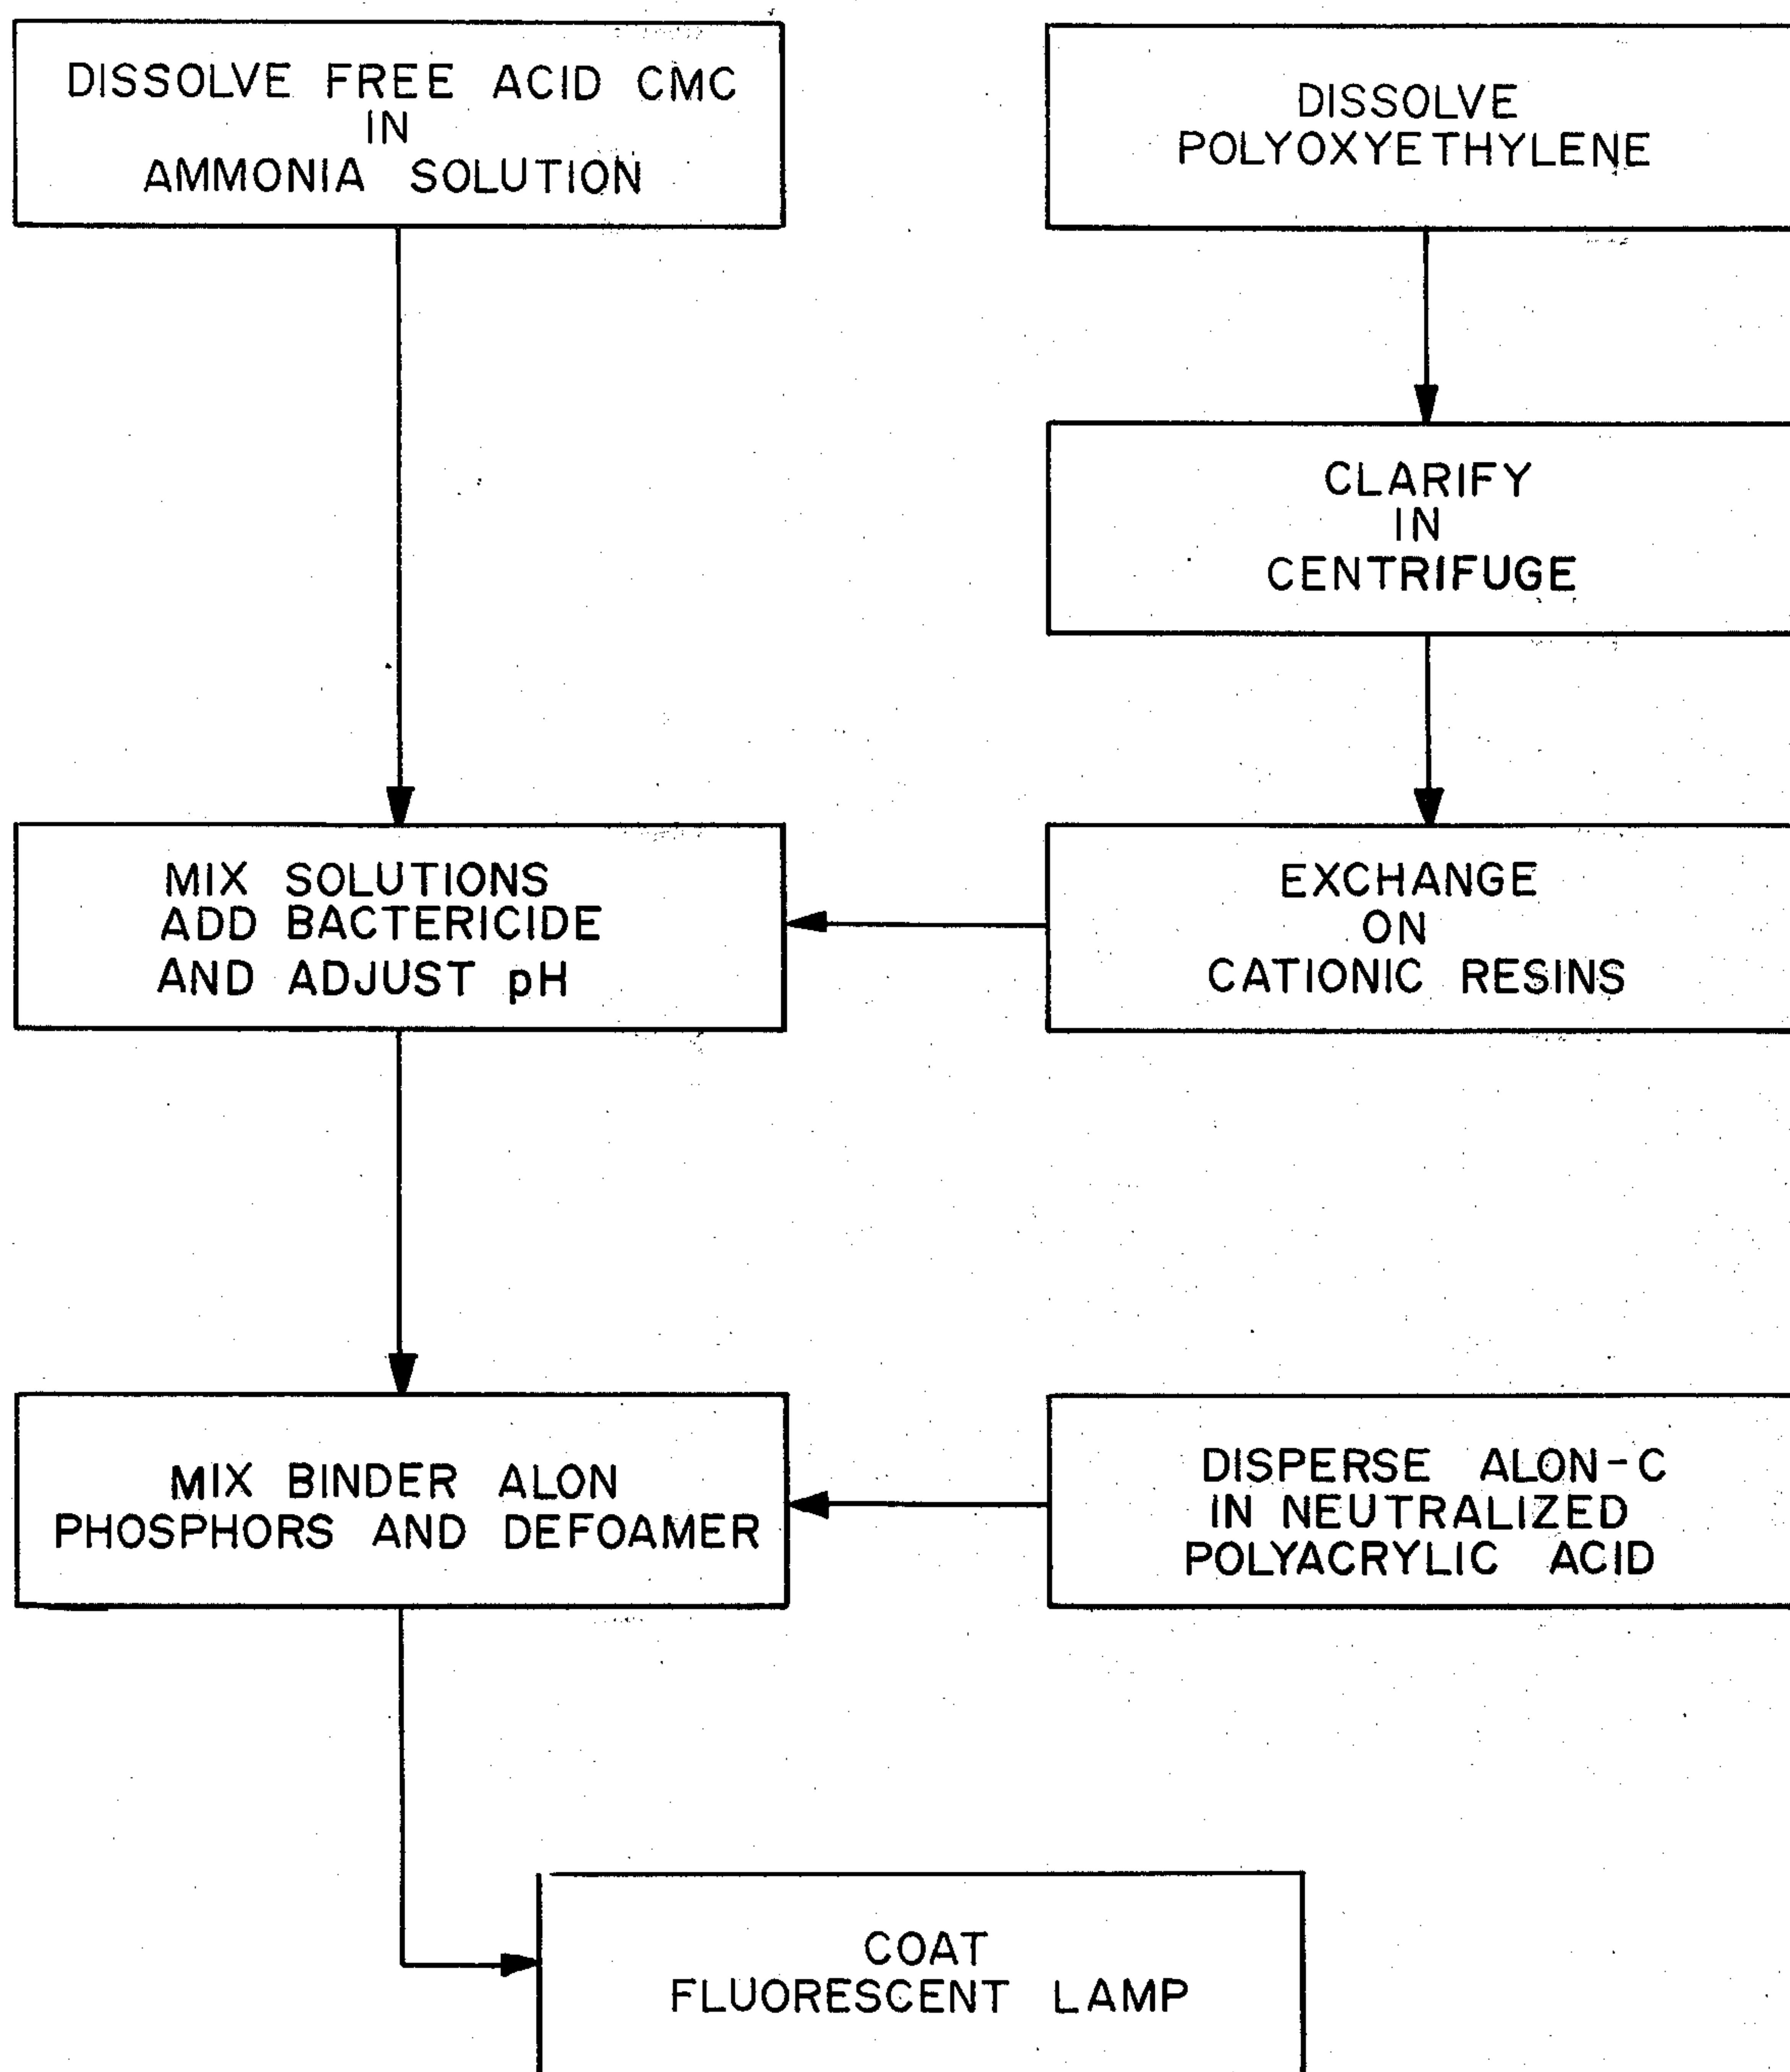 DISSOLVE FREE ACID CMC
IN
AMMONIA SOLUTION
DISSOLVE
POLYOXYETHYLENE
CLARIFY
IN
CENTRIFUGE
MIX SOLUTIONS
ADD BACTERICIDE
AND ADJUST pH
EXCHANGE
ON
CATIONIC RESINS
MIX BINDER ALON
PHOSPHORS AND DEFOAMER
DISPERSE ALON-C
IN NEUTRALIZED
POLYACRYLIC ACID
COAT
FLUORESCENT LAMP